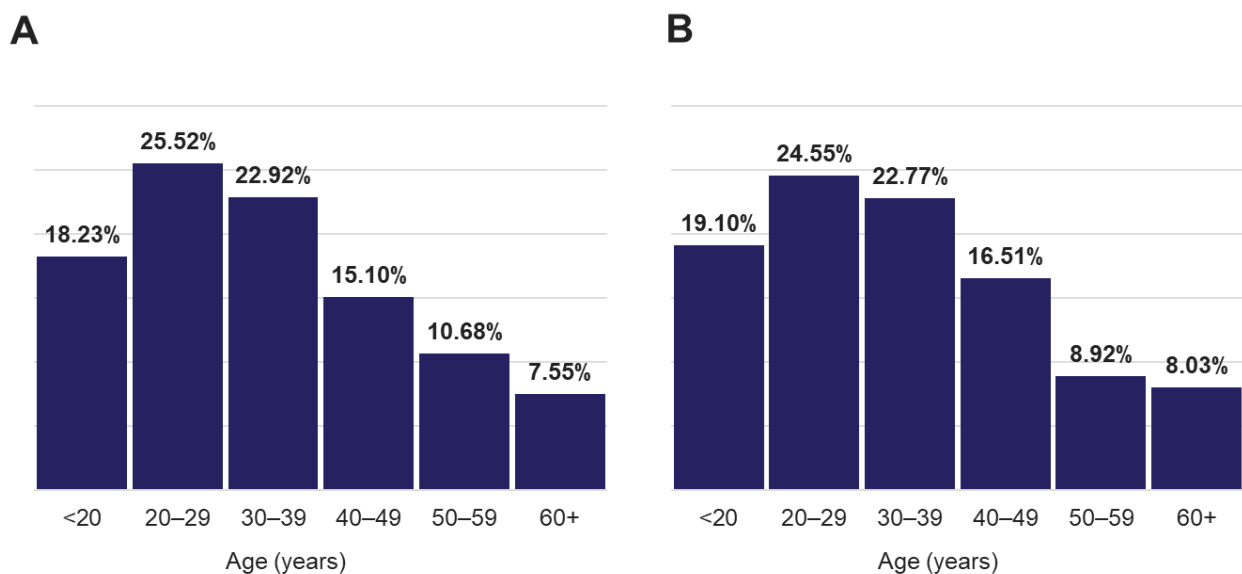 A
25.52%
22.92%
18.23%
15.10%
10.68%
7.55%
<20 20–29 30–39 40–49 50–59 60+
Age (years)
B
24.55%
22.77%
19.10%
16.51%
8.92%
8.03%
<20 20–29 30–39 40–49 50–59 60+
Age (years)